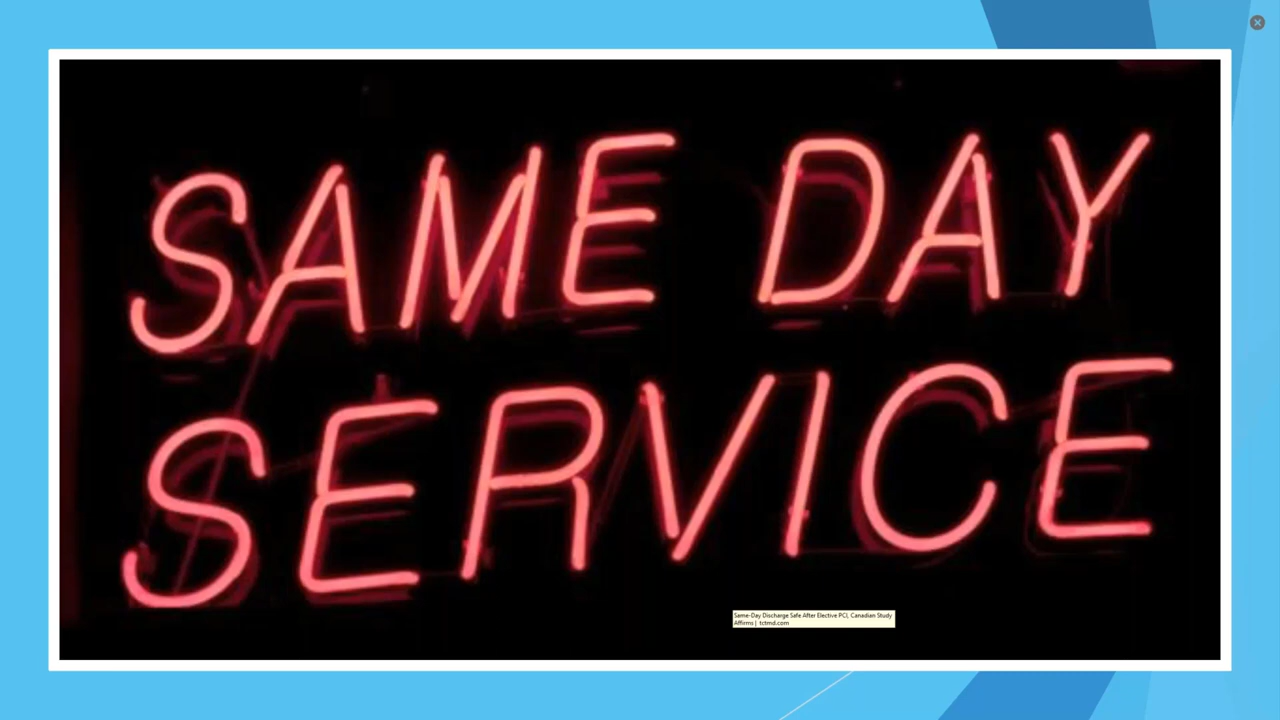 SAME DAY
SERVICE
Same-Day Discharge Safe After Elective PCI, Canadian Study
Affirms | tctmd.com